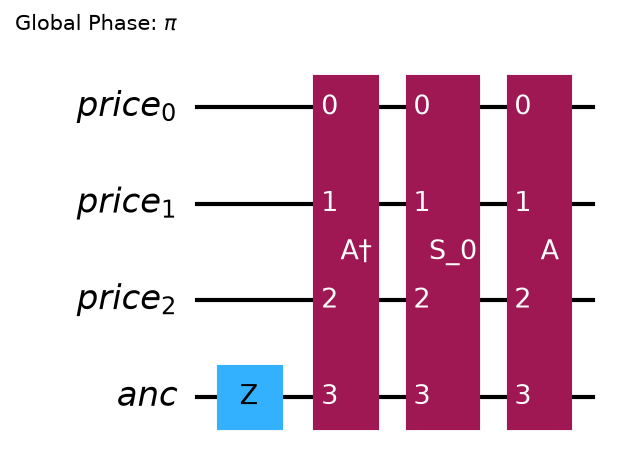 Global Phase: π
price₀ 0 0 0
price₁ 1 1 1
A† S_0 A
price₂ 2 2 2
anc Z 3 3 3